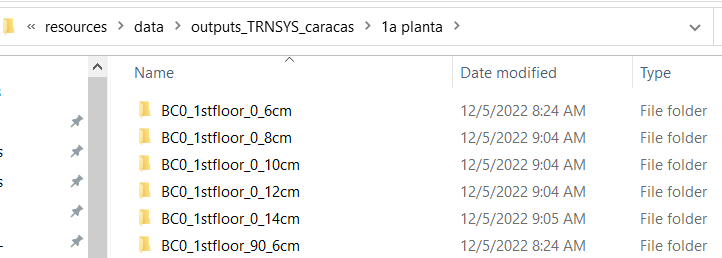 « resources > data > outputs_TRNSYS_caracas > 1a planta >
Name Date modified Type
BC0_1stfloor_0_6cm 12/5/2022 8:24 AM File folder
BC0_1stfloor_0_8cm 12/5/2022 9:04 AM File folder
BC0_1stfloor_0_10cm 12/5/2022 9:04 AM File folder
BC0_1stfloor_0_12cm 12/5/2022 9:04 AM File folder
BC0_1stfloor_0_14cm 12/5/2022 9:05 AM File folder
BC0_1stfloor_90_6cm 12/5/2022 8:24 AM File folder